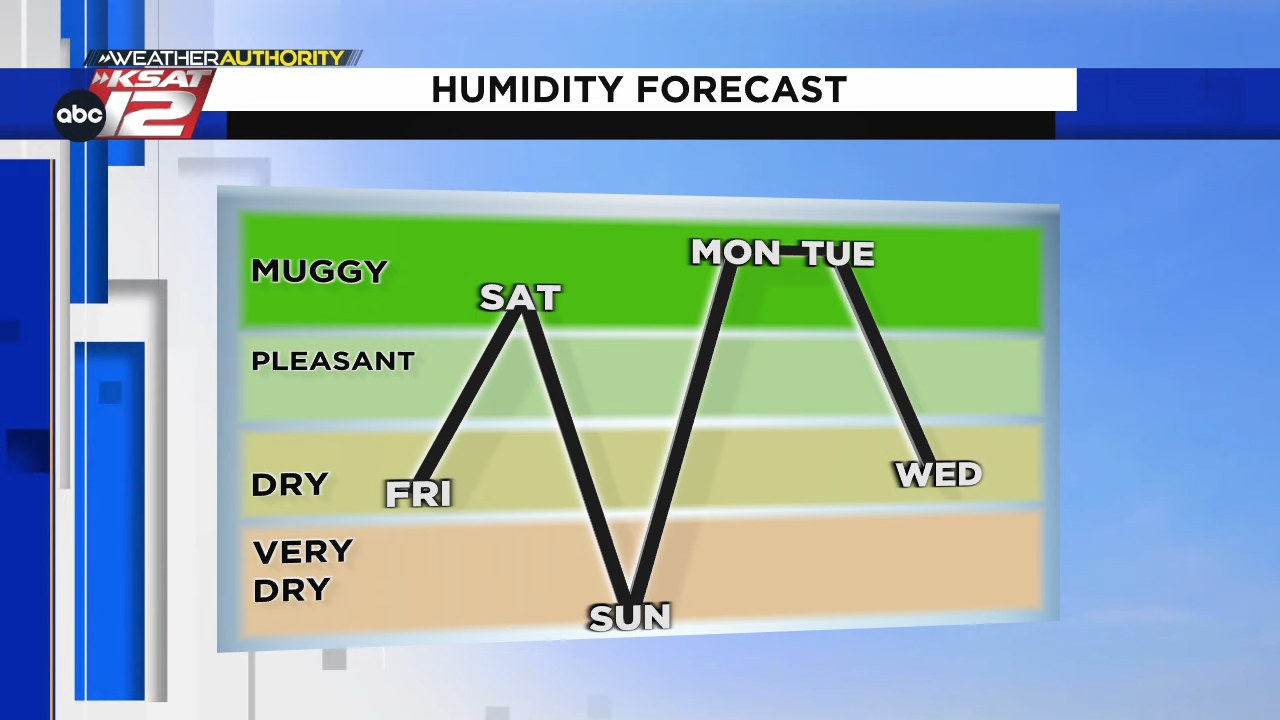 WEATHERAUTHORITY
KSAT
abc
12
HUMIDITY FORECAST
MUGGY
MON
TUE
SAT
PLEASANT
DRY
FRI
WED
VERY
DRY
SUN